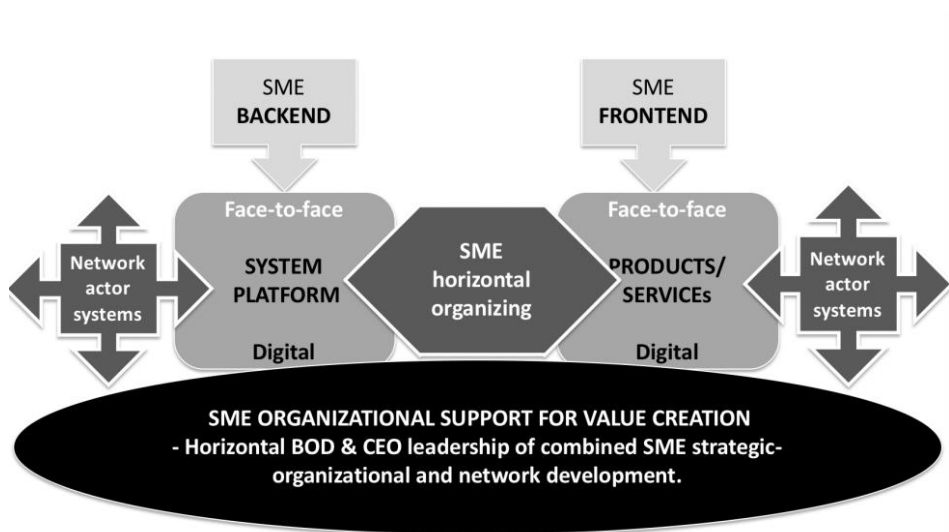 SME
BACKEND
SME
FRONTEND
Network
actor
systems
Face-to-face
SYSTEM
PLATFORM
Digital
SME
horizontal
organizing
Face-to-face
PRODUCTS/
SERVICEs
Digital
Network
actor
systems
SME ORGANIZATIONAL SUPPORT FOR VALUE CREATION
- Horizontal BOD & CEO leadership of combined SME strategic-
organizational and network development.